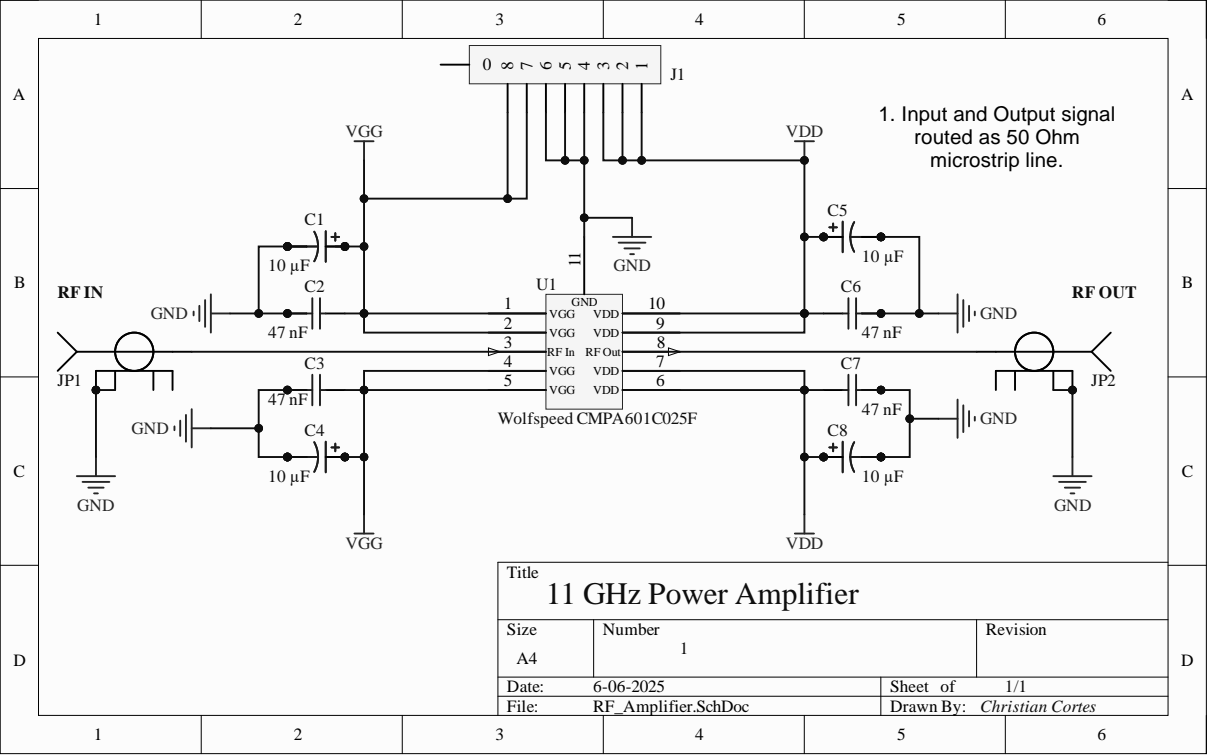 1 2 3 4 5 6
A A
0 8 7 6 5 4 3 2 1
J1
1. Input and Output signal
routed as 50 Ohm
microstrip line.
VGG VDD
C1 C5
+ +
10 µF 10 µF
GND
11
B B
RF IN RF OUT
U1
C2 C6
GND GND
47 nF 47 nF
GND
1 VGG VDD 10
2 VGG VDD 9
3 RF In RF Out 8
4 VGG VDD 7
5 VGG VDD 6
Wolfspeed CMPA601C025F
JP1 JP2
C3 C7
47 nF 47 nF
GND GND
C4 C8
+ +
10 µF 10 µF
C C
GND GND
VGG VDD
Title
11 GHz Power Amplifier
Size Number Revision
A4 1
D D
Date: 6-06-2025 Sheet of 1/1
File: RF_Amplifier.SchDoc Drawn By: Christian Cortes
1 2 3 4 5 6